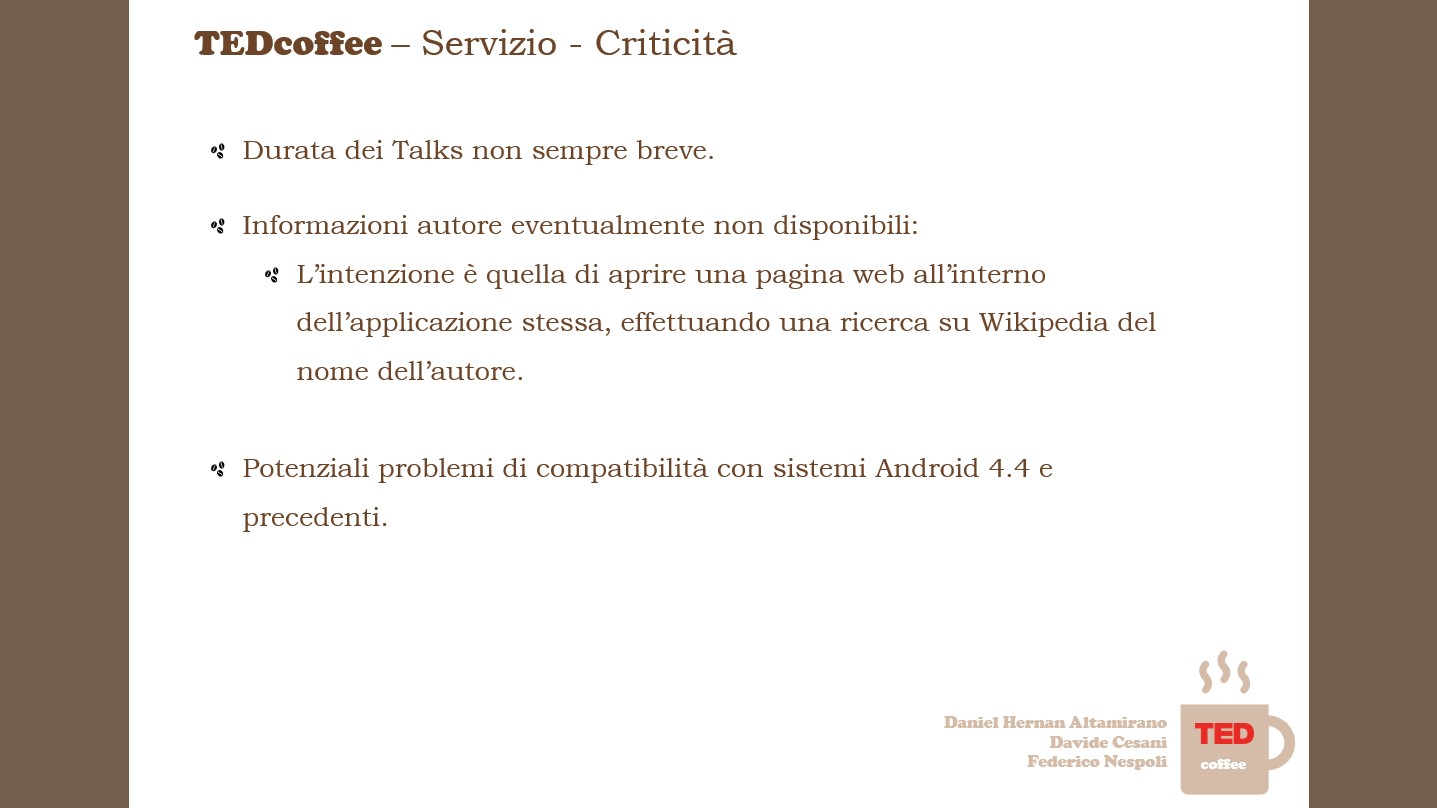 TEDcoffee – Servizio - Criticità
Durata dei Talks non sempre breve.
Informazioni autore eventualmente non disponibili:
L’intenzione è quella di aprire una pagina web all’interno
dell’applicazione stessa, effettuando una ricerca su Wikipedia del
nome dell’autore.
Potenziali problemi di compatibilità con sistemi Android 4.4 e
precedenti.
Daniel Hernan Altamirano
Davide Cesani
Federico Nespoli
TED
coffee